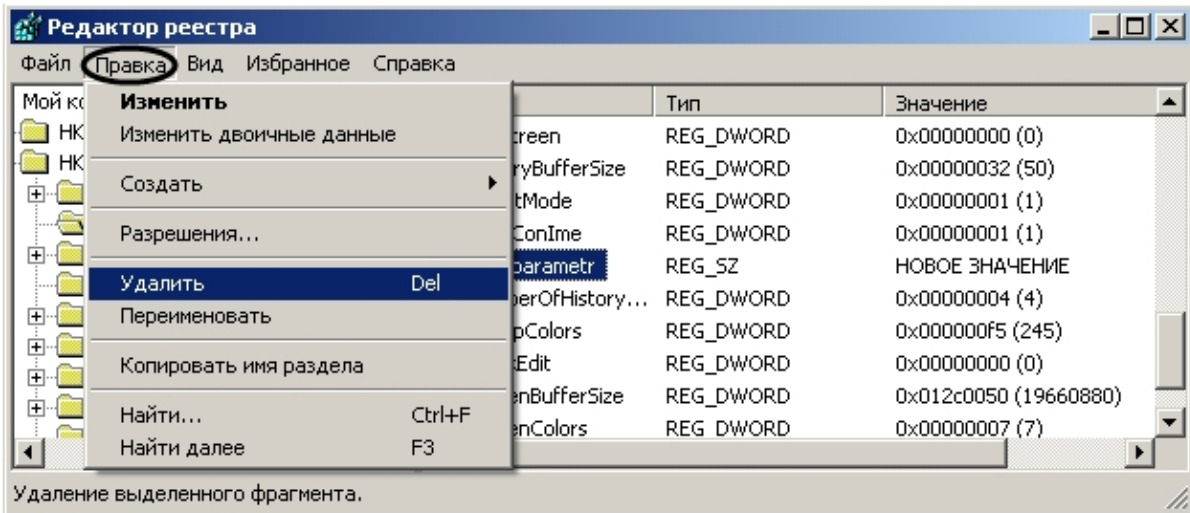 Редактор реестра
Файл Правка Вид Избранное Справка
Мой Тип Значение
Изменить
Изменить двоичные данные
Создать
Разрешения...
Удалить Del
Переименовать
Копировать имя раздела
Найти... Ctrl+F
Найти далее F3
HK
HK
creen REG_DWORD 0x00000000 (0)
ryBufferSize REG_DWORD 0x00000032 (50)
tMode REG_DWORD 0x00000001 (1)
ConIme REG_DWORD 0x00000001 (1)
parametr REG_SZ НОВОЕ ЗНАЧЕНИЕ
berOfHistory... REG_DWORD 0x00000004 (4)
pColors REG_DWORD 0x000000f5 (245)
Edit REG_DWORD 0x00000000 (0)
enBufferSize REG_DWORD 0x012c0050 (19660880)
enColors REG_DWORD 0x00000007 (7)
Удаление выделенного фрагмента.